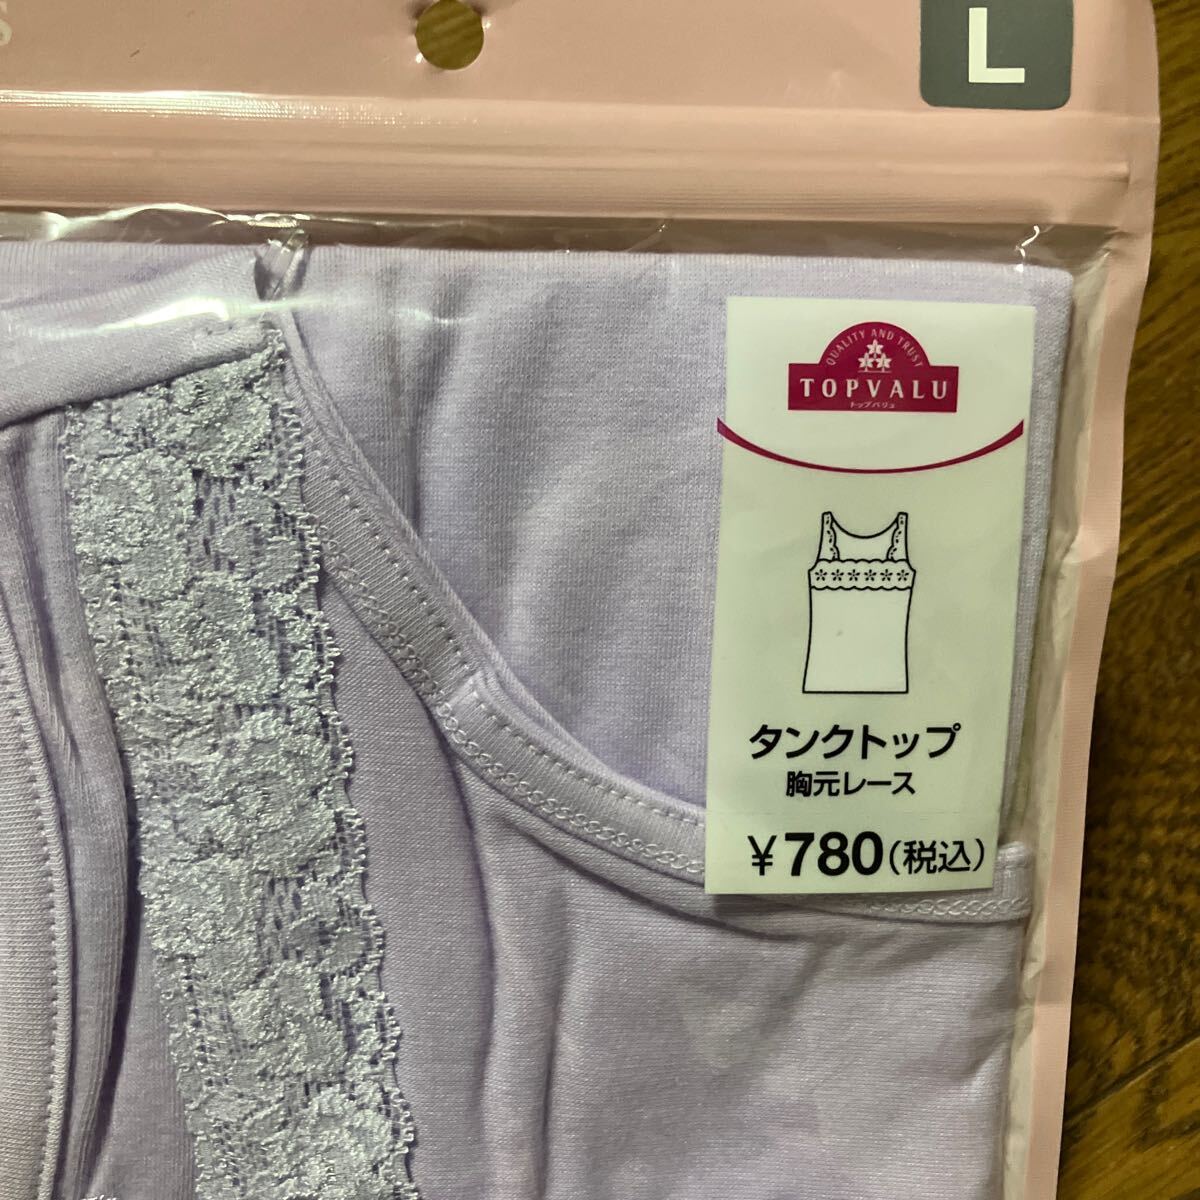 L
QUALITY AND TRUST
TOPVALU
トップバリュ
タンクトップ
胸元レース
¥780(税込)